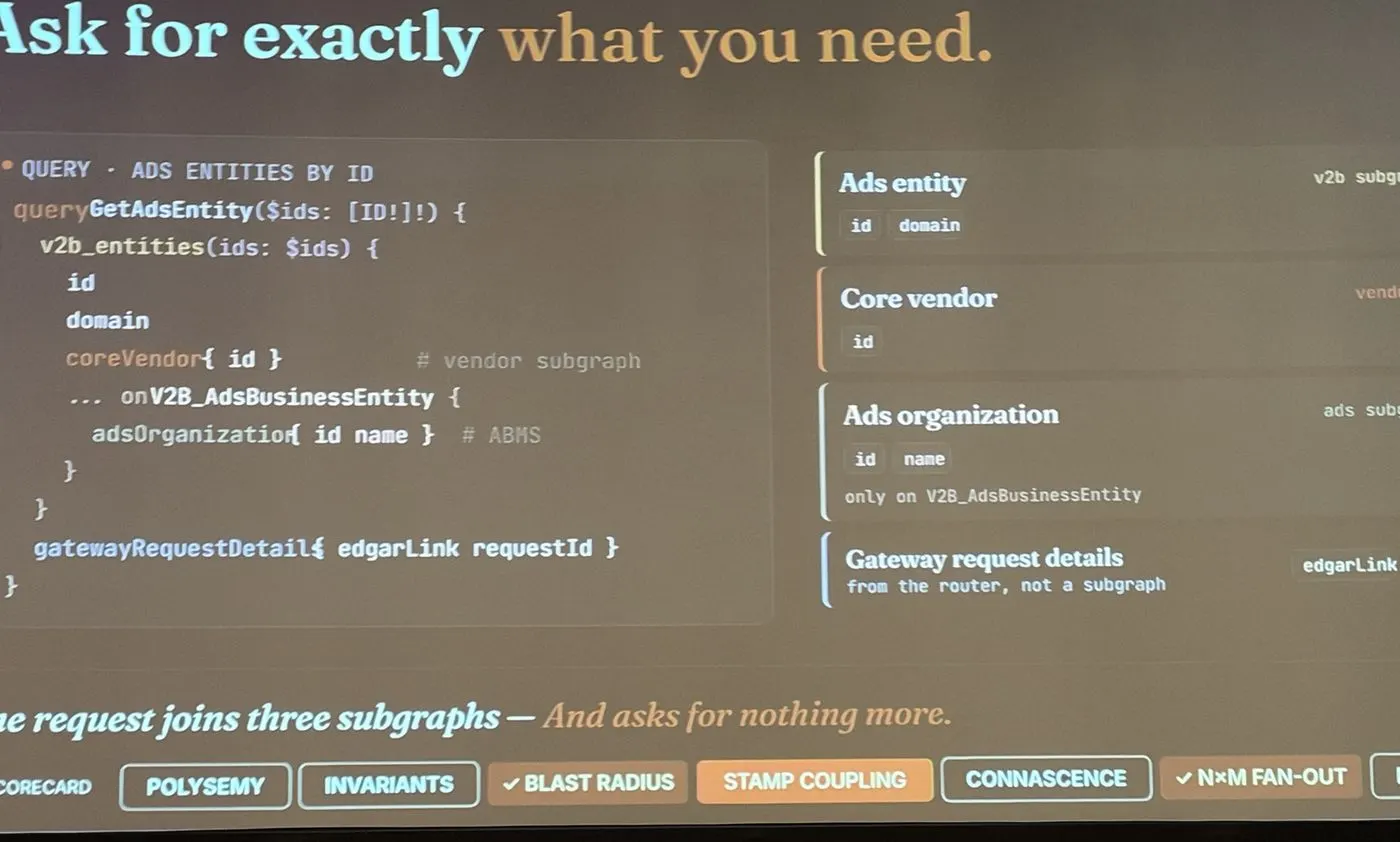 Ask for exactly what you need.
QUERY · ADS ENTITIES BY ID
query GetAdsEntity($ids: [ID!]!) {
v2b_entities(ids: $ids) {
id
domain
coreVendor{ id } # vendor subgraph
... on V2B_AdsBusinessEntity {
adsOrganization{ id name } # ABMS
}
}
gatewayRequestDetails{ edgarLink requestId }
}
Ads entity v2b
id domain
Core vendor
id
Ads organization ads
id name
only on V2B_AdsBusinessEntity
Gateway request details edgarLink
from the router, not a subgraph
request joins three subgraphs — And asks for nothing more.
POLYSEMY INVARIANTS ✓ BLAST RADIUS STAMP COUPLING CONNASCENCE ✓ N×M FAN-OUT